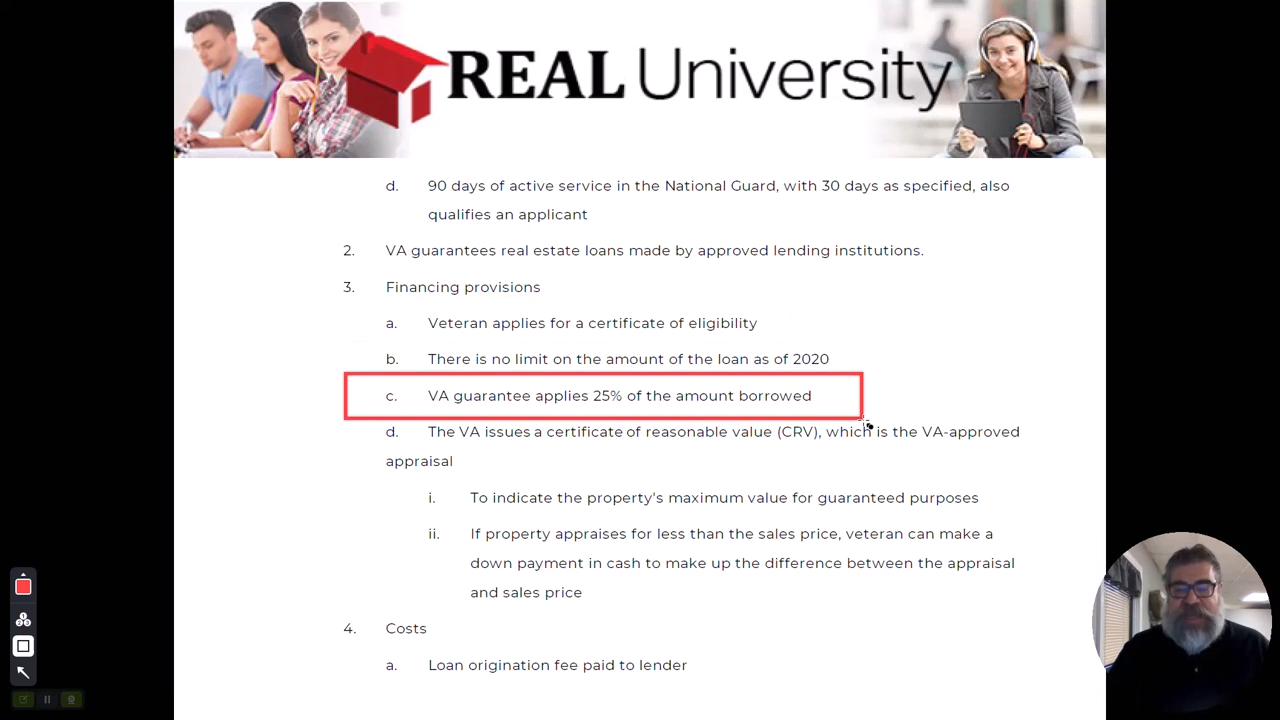 REAL University
d. 90 days of active service in the National Guard, with 30 days as specified, also
qualifies an applicant
2. VA guarantees real estate loans made by approved lending institutions.
3. Financing provisions
a. Veteran applies for a certificate of eligibility
b. There is no limit on the amount of the loan as of 2020
c. VA guarantee applies 25% of the amount borrowed
d. The VA issues a certificate of reasonable value (CRV), which is the VA-approved
appraisal
i. To indicate the property's maximum value for guaranteed purposes
ii. If property appraises for less than the sales price, veteran can make a
down payment in cash to make up the difference between the appraisal
and sales price
4. Costs
a. Loan origination fee paid to lender